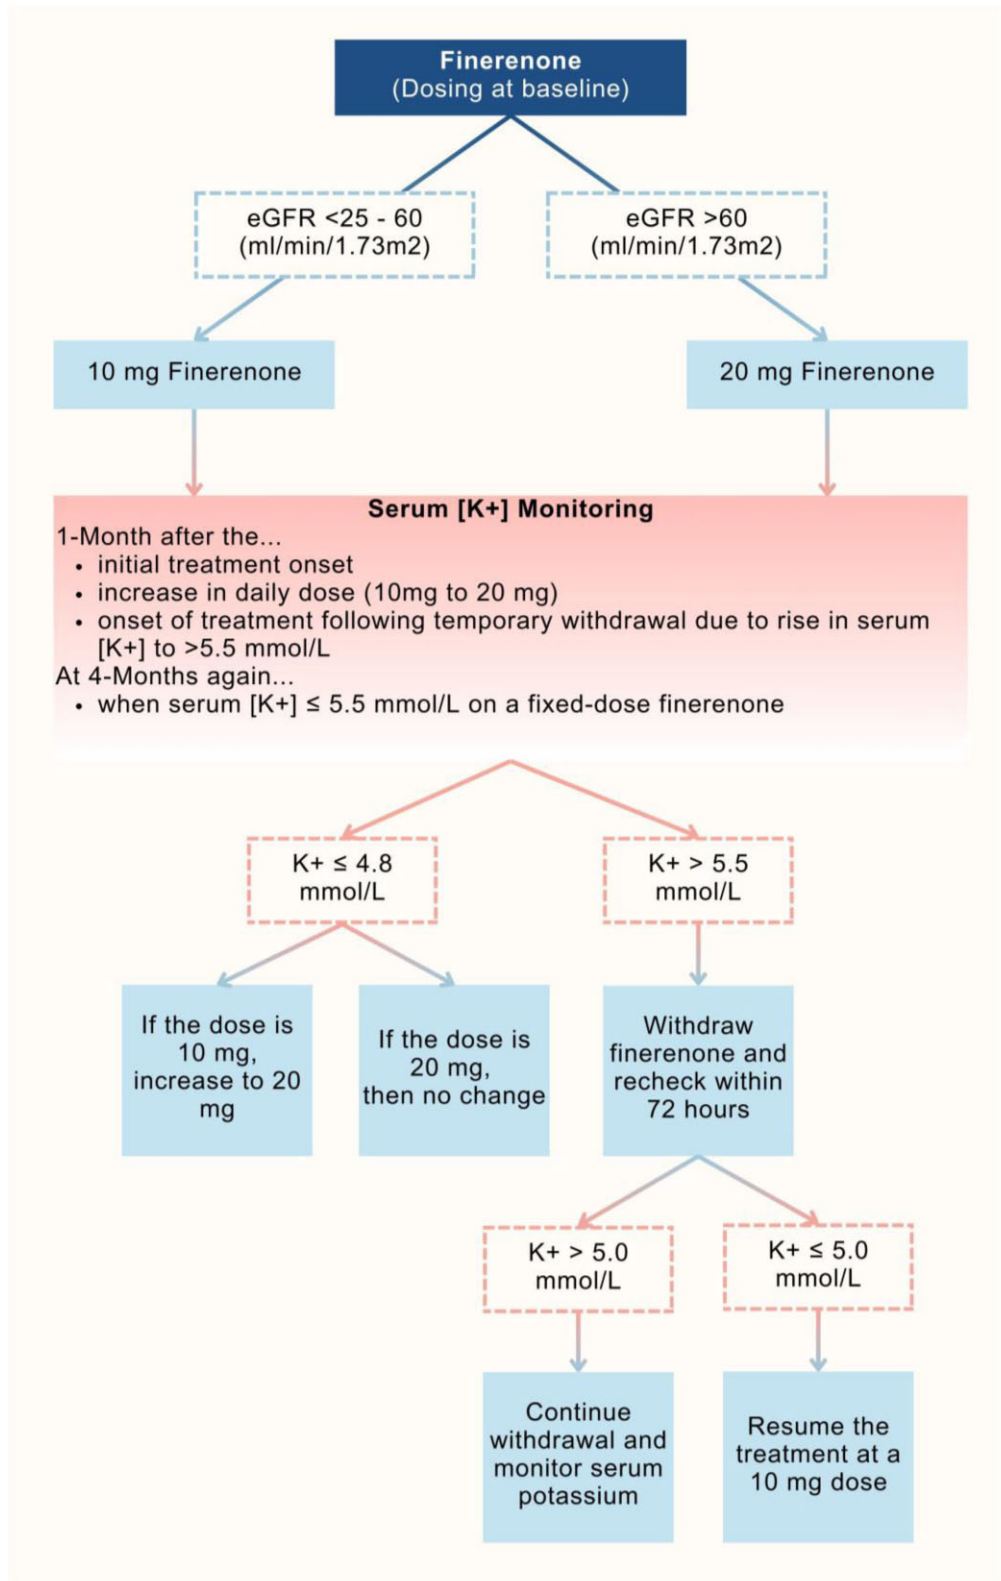 Finerenone
(Dosing at baseline)
eGFR <25 - 60
(ml/min/1.73m2)
eGFR >60
(ml/min/1.73m2)
10 mg Finerenone
20 mg Finerenone
Serum [K+] Monitoring
1-Month after the...
• initial treatment onset
• increase in daily dose (10mg to 20 mg)
• onset of treatment following temporary withdrawal due to rise in serum
[K+] to >5.5 mmol/L
At 4-Months again...
• when serum [K+] ≤ 5.5 mmol/L on a fixed-dose finerenone
K+ ≤ 4.8
mmol/L
K+ > 5.5
mmol/L
If the dose is
10 mg,
increase to 20
mg
If the dose is
20 mg,
then no change
Withdraw
finerenone and
recheck within
72 hours
K+ > 5.0
mmol/L
K+ ≤ 5.0
mmol/L
Continue
withdrawal and
monitor serum
potassium
Resume the
treatment at a
10 mg dose